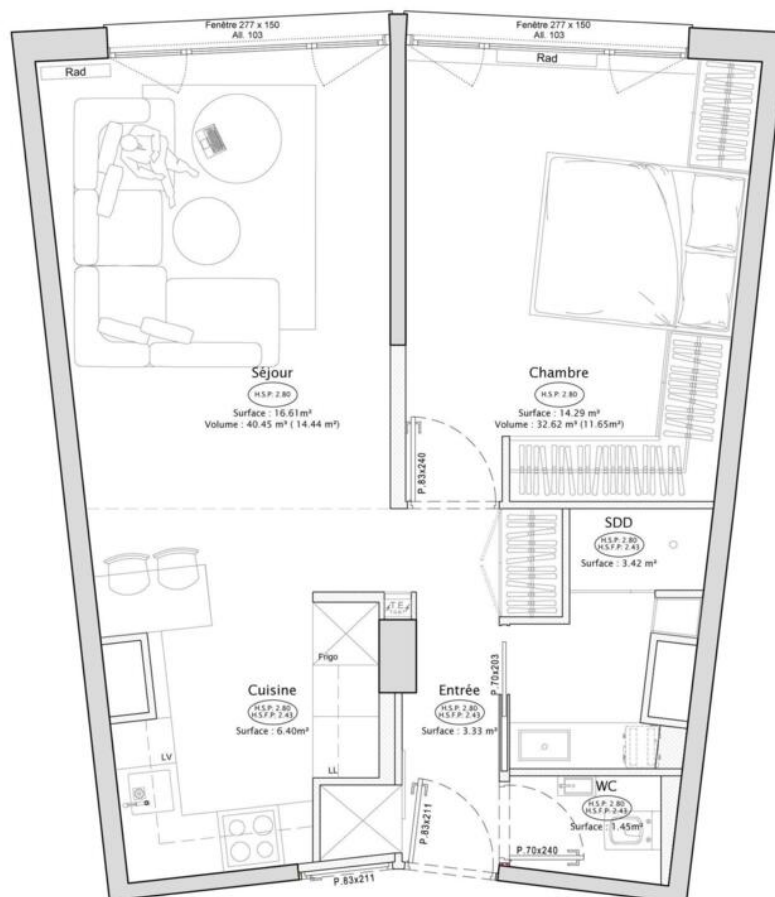 Fenêtre 277 x 150
All. 103
Fenêtre 277 x 150
All. 103
Rad
Rad
Séjour
H.S.P: 2.80
Surface : 16.61m²
Volume : 40.45 m³ ( 14.44 m²)
Chambre
H.S.P: 2.80
Surface : 14.29 m²
Volume : 32.62 m³ (11.65m²)
P.83x240
SDD
H.S.P: 2.80
H.S.F.P: 2.43
Surface : 3.42 m²
T.E
Frigo
P.70x203
Cuisine
H.S.P: 2.80
H.S.F.P: 2.43
Surface : 6.40m²
Entrée
H.S.P: 2.80
H.S.F.P: 2.43
Surface : 3.33 m²
LV
LL
WC
H.S.P: 2.80
H.S.F.P: 2.43
Surface : 1.45m²
P.83x211
P.70x240
P.83x211